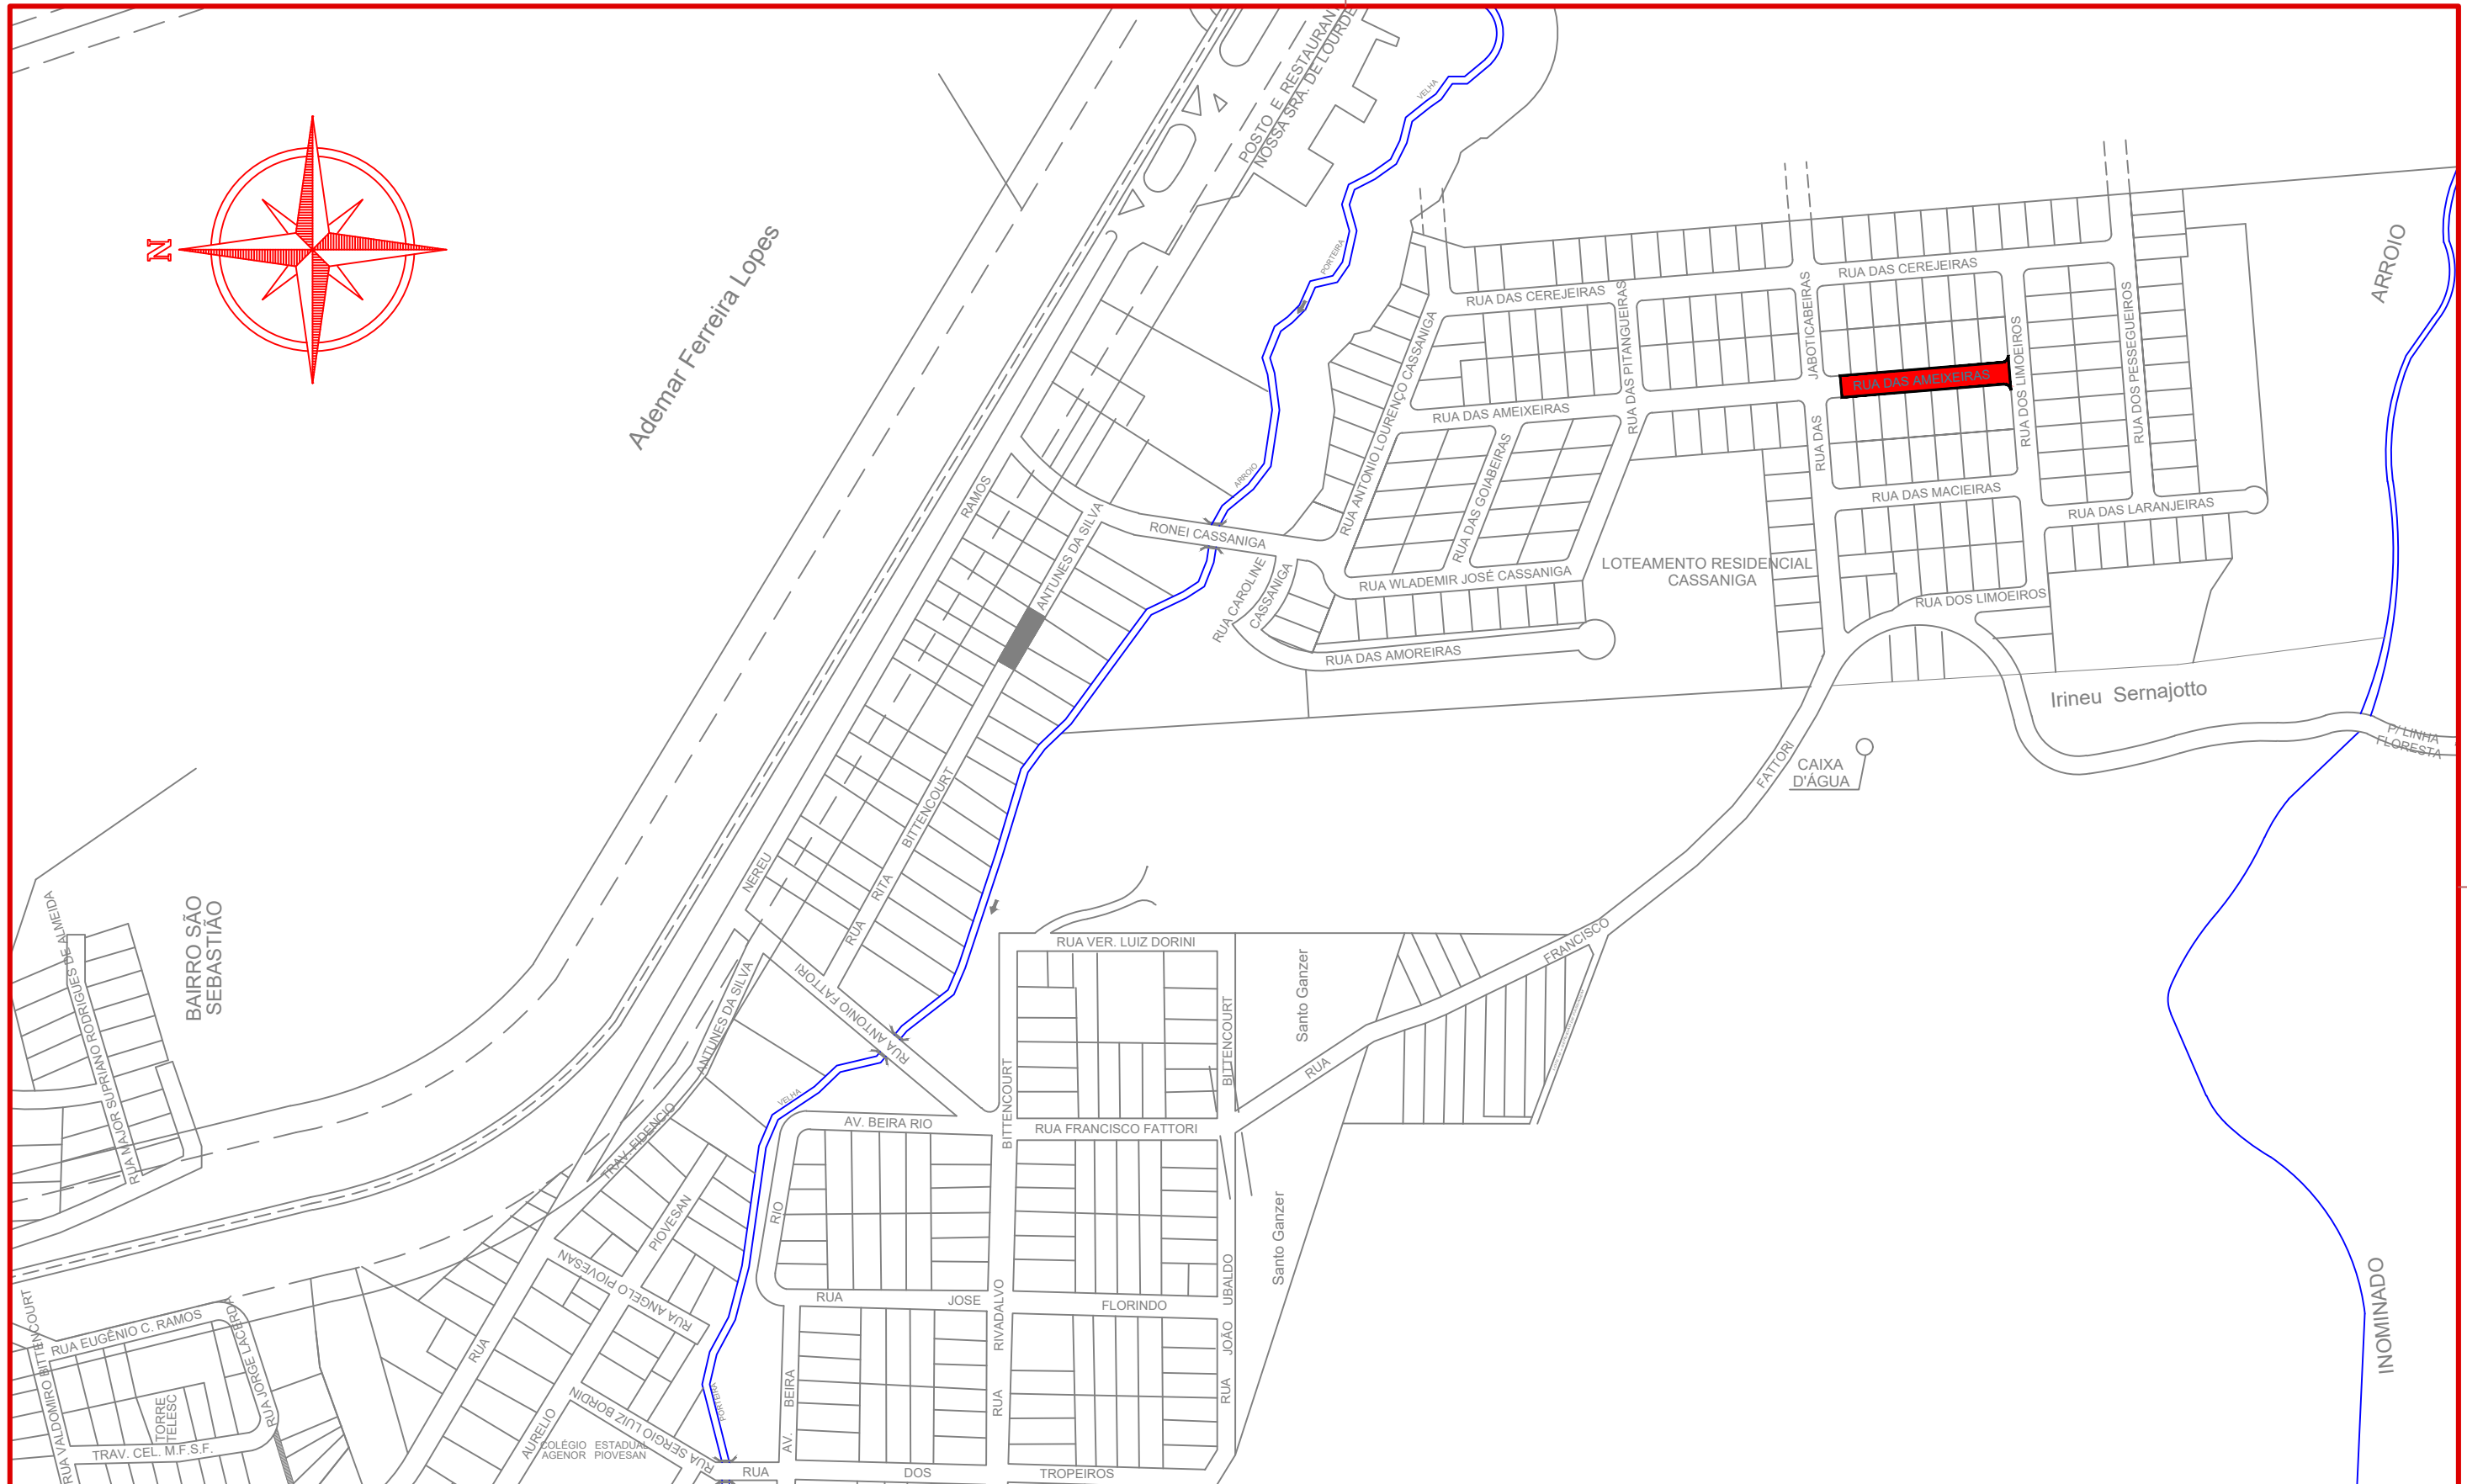 N
Ademar Ferreira Lopes
POSTO E RESTAURANT
NOSSA SRA. DE LOURDE
VELHA
PORTEIRA
ARROIO
ARROIO
RUA DAS CEREJEIRAS
RUA DAS CEREJEIRAS
RUA DAS PITANGUEIRAS
JABOTICABEIRAS
RUA DAS
RUA DOS LIMOEIROS
RUA DOS PESSEGUEIROS
RUA DAS AMEIXEIRAS
RUA DAS AMEIXEIRAS
RUA ANTONIO LOURENÇO CASSANIGA
RUA DAS GOIABEIRAS
RUA DAS MACIEIRAS
RUA DAS LARANJEIRAS
RAMOS
ANTUNES DA SILVA
RONEI CASSANIGA
RUA CAROLINE
CASSANIGA
RUA WLADEMIR JOSÉ CASSANIGA
LOTEAMENTO RESIDENCIAL
CASSANIGA
RUA DOS LIMOEIROS
RUA DAS AMOREIRAS
Irineu Sernajotto
P/ LINHA
FLORESTA
CAIXA
D'ÁGUA
FATTORI
FRANCISCO
RUA
BITTENCOURT
RITA
RUA
NEREU
BAIRRO SÃO
SEBASTIÃO
RUA MAJOR SUPRIANO RODRIGUES DE ALMEIDA
RUA ANTONIO FATTORI
ANTUNES DA SILVA
TRAV. FIDENCIO
VELHA
RUA VER. LUIZ DORINI
BITTENCOURT
BITTENCOURT
Santo Ganzer
AV. BEIRA RIO
RUA FRANCISCO FATTORI
Santo Ganzer
RIO
PIOVESAN
RUA ANGELO PIOVESAN
RUA
JOSE
FLORINDO
RIVADALVO
RUA
UBALDO
JOÃO
RUA
BEIRA
AV.
PORTEIRA
RUA
AURELIO
RUA SERGIO LUIZ BORDIN
COLÉGIO ESTADUAL
AGENOR PIOVESAN
RUA
DOS
TROPEIROS
RUA EUGÊNIO C. RAMOS
RUA JORGE LACERDA
RUA VALDOMIRO BITTENCOURT
TORRE
TELESC
TRAV. CEL. M.F.S.F.
INOMINADO